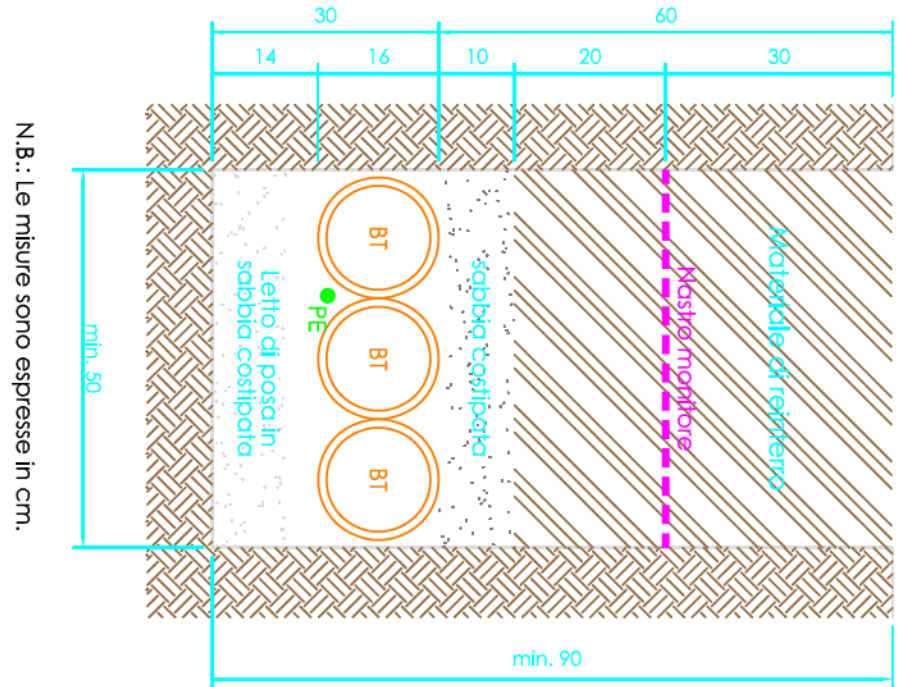 30
60
14
16
10
20
30
N.B.: Le misure sono espresse in cm.
min. 50
Letto di posa in
sabbia costipata
PE
BT
BT
BT
sabbia costipata
Nastro monitore
Materiale di reinterro
min. 90